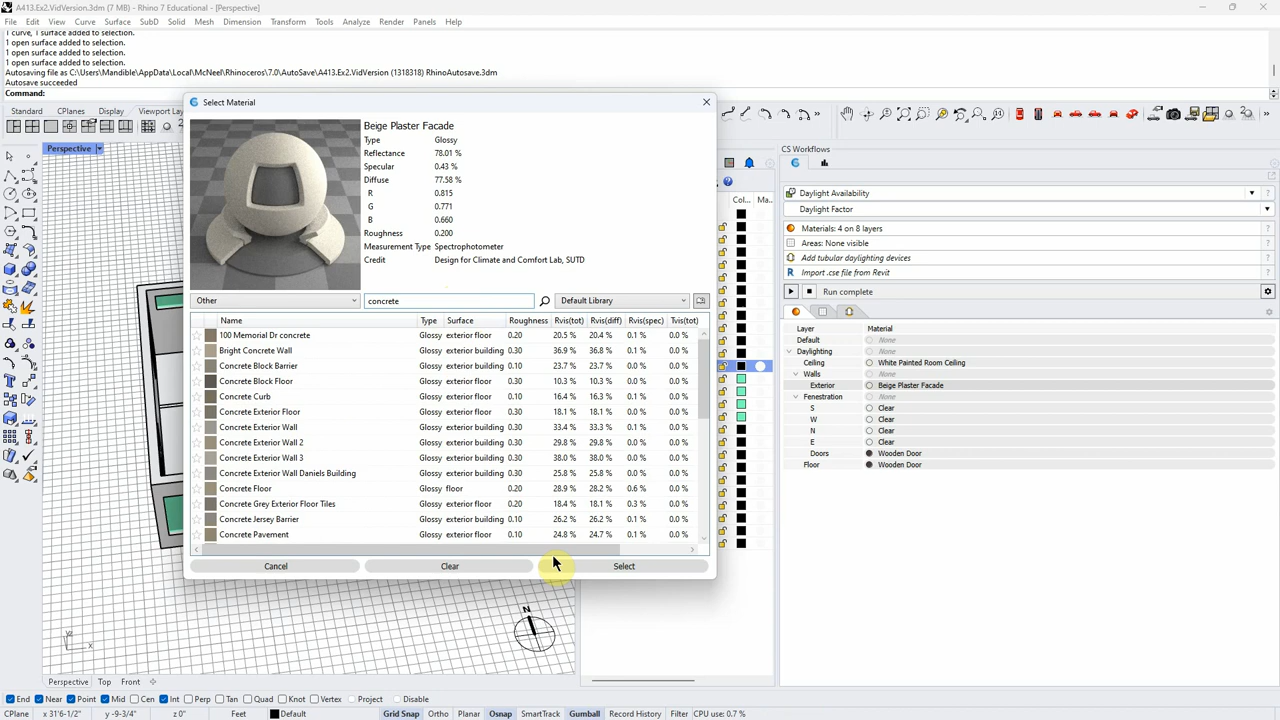 A413.Ex2.VidVersion.3dm (7 MB) - Rhino 7 Educational - [Perspective]
File Edit View Curve Surface SubD Solid Mesh Dimension Transform Tools Analyze Render Panels Help
1 curve, 1 surface added to selection.
1 open surface added to selection.
1 open surface added to selection.
1 open surface added to selection.
Autosaving file as C:\Users\Mandible\AppData\Local\McNeel\Rhinoceros\7.0\AutoSave\A413.Ex2.VidVersion (1318318) RhinoAutosave.3dm
Autosave succeeded
Command:
Standard CPlanes Display Viewport Lay
Perspective
Select Material
Beige Plaster Facade
Type Glossy
Reflectance 78.01 %
Specular 0.43 %
Diffuse 77.58 %
R 0.815
G 0.771
B 0.660
Roughness 0.200
Measurement Type Spectrophotometer
Credit Design for Climate and Comfort Lab, SUTD
Other concrete Default Library
Name Type Surface Roughness Rvis(tot) Rvis(diff) Rvis(spec) Tvis(tot)
100 Memorial Dr concrete Glossy exterior floor 0.20 20.5 % 20.4 % 0.1 % 0.0 %
Bright Concrete Wall Glossy exterior building 0.30 36.9 % 36.8 % 0.1 % 0.0 %
Concrete Block Barrier Glossy exterior building 0.10 23.7 % 23.7 % 0.0 % 0.0 %
Concrete Block Floor Glossy exterior floor 0.30 10.3 % 10.3 % 0.0 % 0.0 %
Concrete Curb Glossy exterior floor 0.10 16.4 % 16.3 % 0.1 % 0.0 %
Concrete Exterior Floor Glossy exterior floor 0.30 18.1 % 18.1 % 0.0 % 0.0 %
Concrete Exterior Wall Glossy exterior building 0.30 33.4 % 33.3 % 0.1 % 0.0 %
Concrete Exterior Wall 2 Glossy exterior building 0.30 29.8 % 29.8 % 0.0 % 0.0 %
Concrete Exterior Wall 3 Glossy exterior building 0.30 38.0 % 38.0 % 0.0 % 0.0 %
Concrete Exterior Wall Daniels Building Glossy exterior building 0.30 25.8 % 25.8 % 0.0 % 0.0 %
Concrete Floor Glossy floor 0.20 28.9 % 28.2 % 0.6 % 0.0 %
Concrete Grey Exterior Floor Tiles Glossy exterior floor 0.20 18.4 % 18.1 % 0.3 % 0.0 %
Concrete Jersey Barrier Glossy exterior building 0.10 26.2 % 26.2 % 0.1 % 0.0 %
Concrete Pavement Glossy exterior floor 0.10 24.8 % 24.7 % 0.1 % 0.0 %
Cancel Clear Select
Col... Ma...
CS Workflows
Daylight Availability
Daylight Factor
Materials: 4 on 8 layers
Areas: None visible
Add tubular daylighting devices
Import .cse file from Revit
Run complete
Layer Material
Default None
Daylighting None
Ceiling White Painted Room Ceiling
Walls None
Exterior Beige Plaster Facade
Fenestration None
S Clear
W Clear
N Clear
E Clear
Doors Wooden Door
Floor Wooden Door
N
y
x
Perspective Top Front
End Near Point Mid Cen Int Perp Tan Quad Knot Vertex Project Disable
CPlane x 31'6-1/2" y -9-3/4" z 0" Feet Default Grid Snap Ortho Planar Osnap SmartTrack Gumball Record History Filter CPU use: 0.7 %